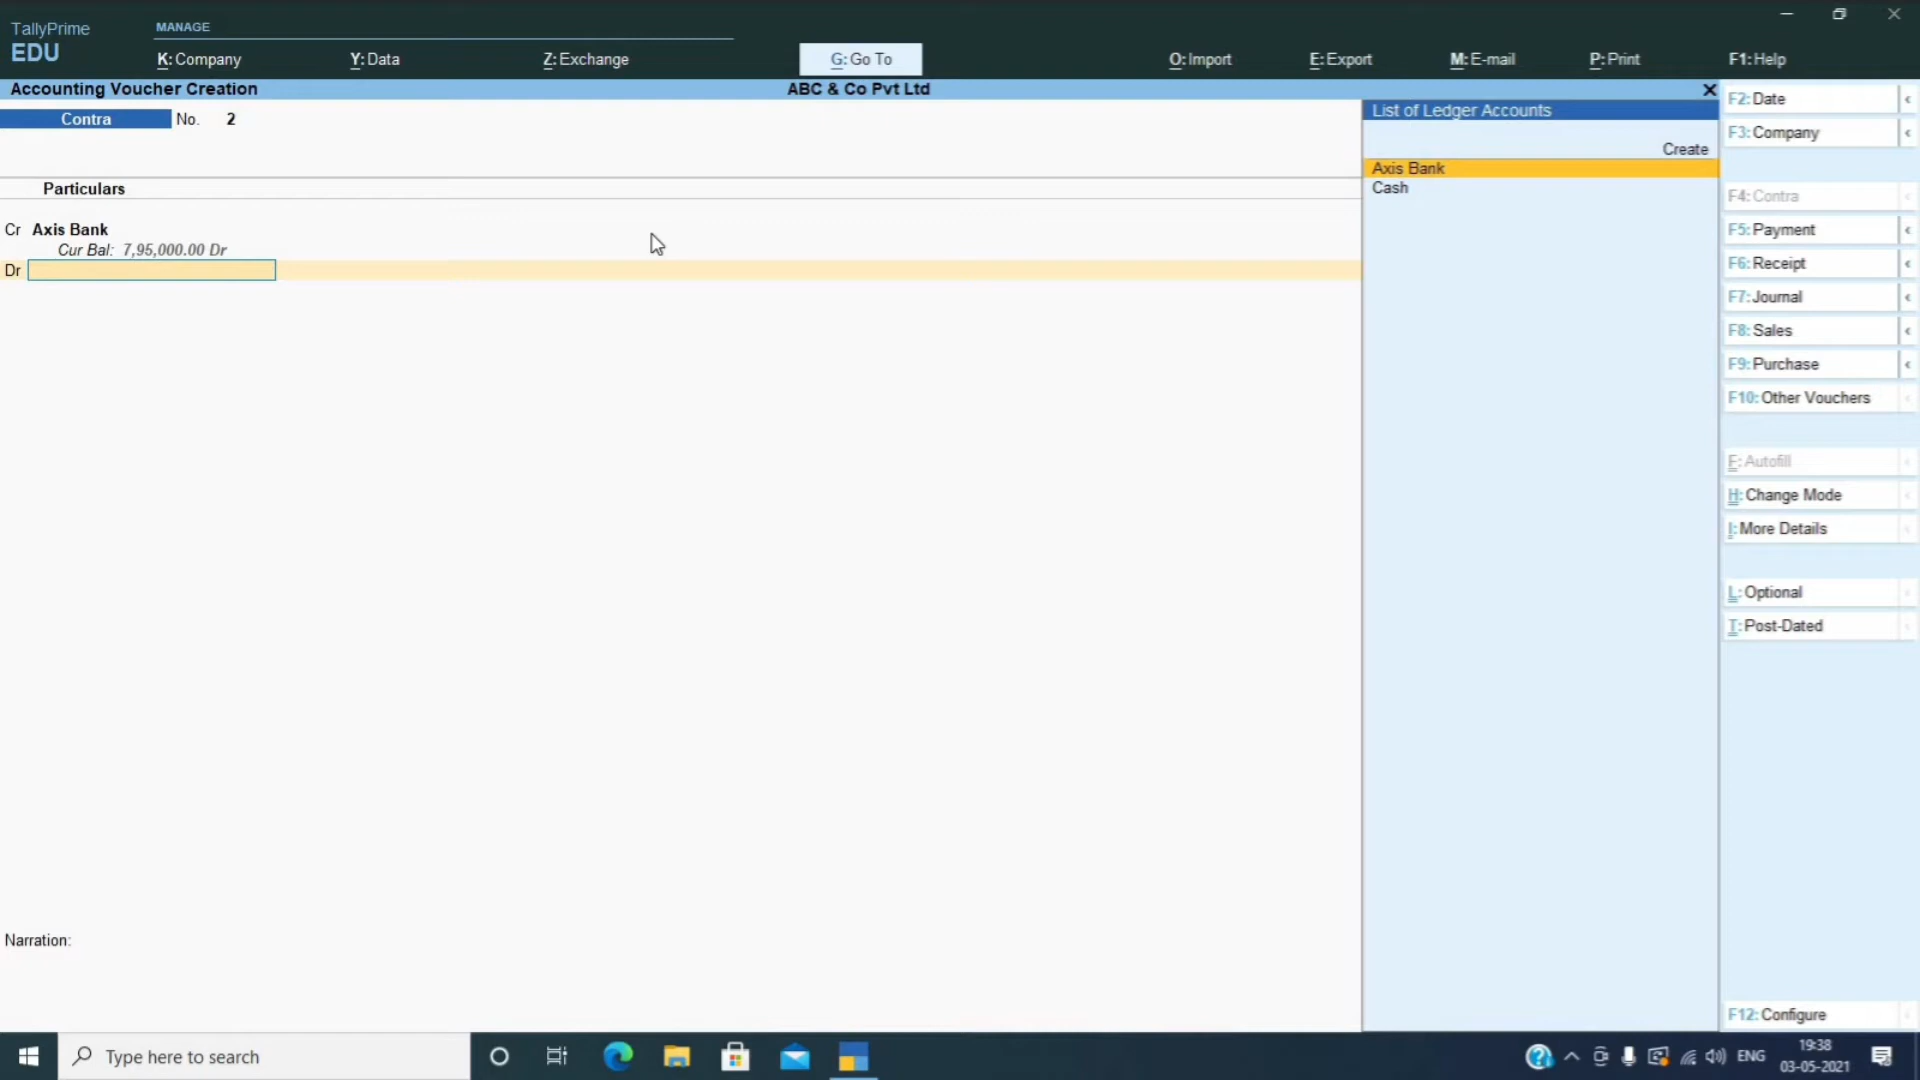 TallyPrime
EDU
MANAGE
K: Company
Y: Data
Z: Exchange
G: Go To
O: Import
E: Export
M: E-mail
P: Print
F1: Help
Accounting Voucher Creation
ABC & Co Pvt Ltd
Contra No. 2
Particulars
Cr Axis Bank
Cur Bal: 7,95,000.00 Dr
Dr
Narration:
List of Ledger Accounts
Create
Axis Bank
Cash
F2: Date
F3: Company
F4: Contra
F5: Payment
F6: Receipt
F7: Journal
F8: Sales
F9: Purchase
F10: Other Vouchers
F: Autofill
H: Change Mode
I: More Details
L: Optional
T: Post-Dated
F12: Configure
Type here to search
ENG
19:38
03-05-2021